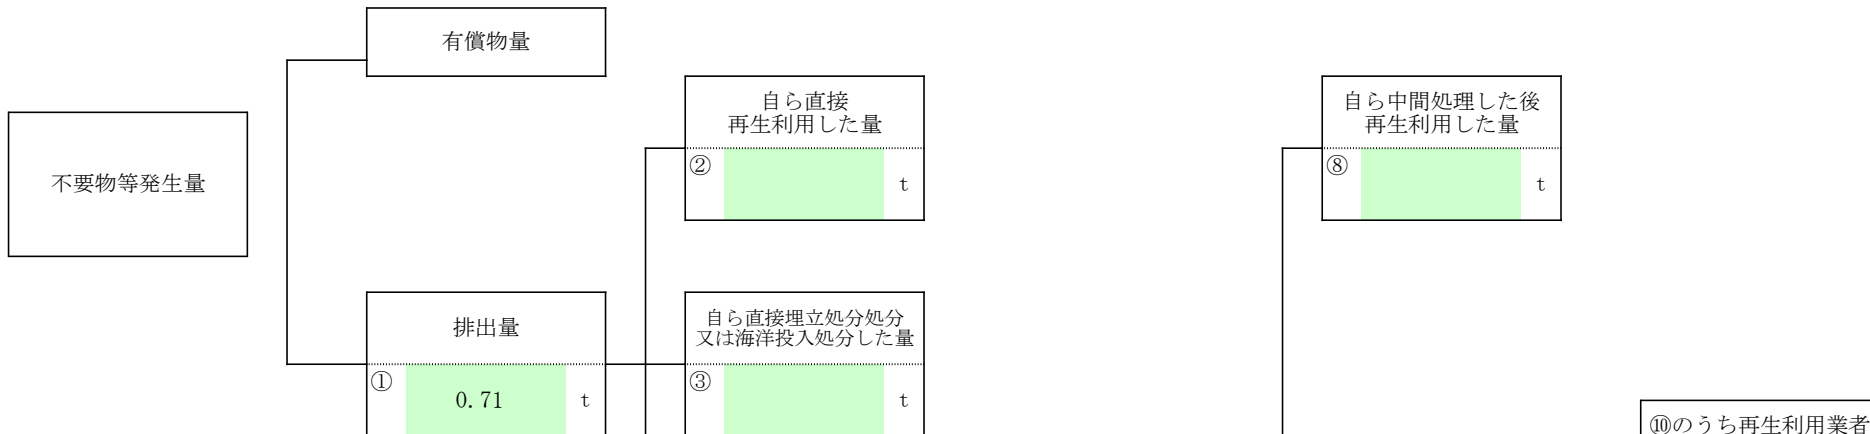 有償物量
自ら直接
再生利用した量
②
t
自ら中間処理した後
再生利用した量
⑧
t
不要物等発生量
排出量
①
0.71
t
自ら直接埋立処分処分
又は海洋投入処分した量
③
t
⑩のうち再生利用業者